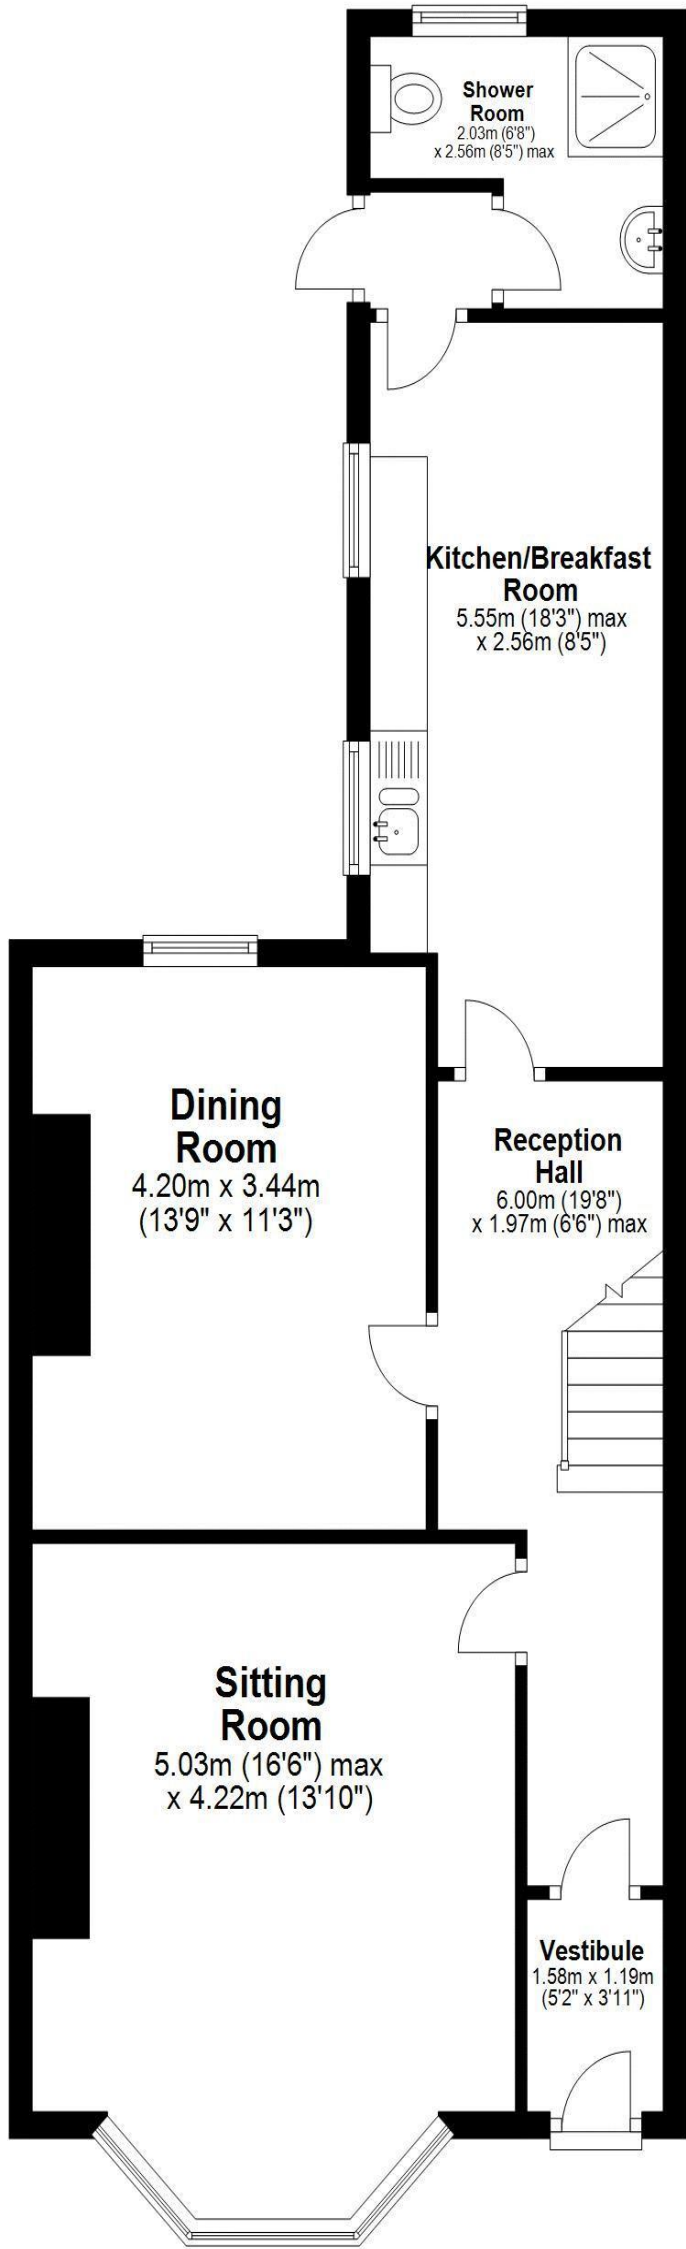 Shower
Room
2.03m (6'8")
x 2.56m (8'5") max
Kitchen/Breakfast
Room
5.55m (18'3") max
x 2.56m (8'5")
Dining
Room
4.20m x 3.44m
(13'9" x 11'3")
Reception
Hall
6.00m (19'8")
x 1.97m (6'6") max
Sitting
Room
5.03m (16'6") max
x 4.22m (13'10")
Vestibule
1.58m x 1.19m
(5'2" x 3'11")